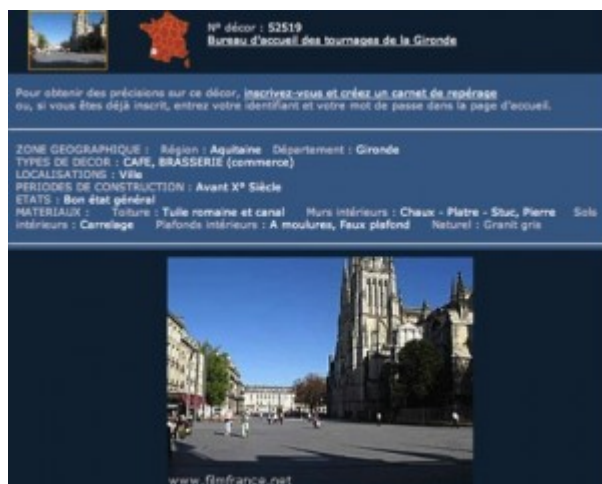 N° décor : 52519
Bureau d'accueil des tournages de la Gironde
Pour obtenir des précisions sur ce décor, inscrivez-vous et créez un carnet de repérage
ou, si vous êtes déjà inscrit, entrez votre identifiant et votre mot de passe dans la page d'accueil.
ZONE GEOGRAPHIQUE : Région : Aquitaine Département : Gironde
TYPES DE DECOR : CAFE, BRASSERIE (commerce)
LOCALISATIONS : Ville
PERIODES DE CONSTRUCTION : Avant X° Siècle
ETATS : Bon état général
MATERIAUX : Toiture : Tuile romaine et canal Murs intérieurs : Chaux - Platre - Stuc, Pierre Sols
intérieurs : Carrelage Plafonds intérieurs : A moulures, Faux plafond Naturel : Granit gris
www.filmfrance.net